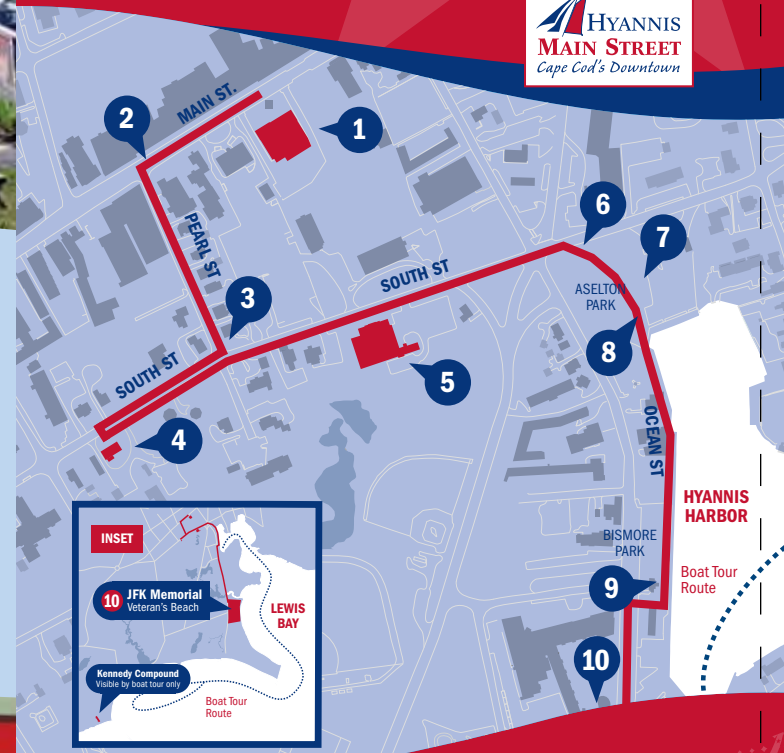 HYANNIS
MAIN STREET
Cape Cod's Downtown
2
MAIN ST.
1
6
7
PEARL ST
SOUTH ST
3
ASELTON
PARK
8
SOUTH ST
5
4
OCEAN ST
HYANNIS
HARBOR
BISMORE
PARK
Boat Tour
Route
9
10
INSET
10 JFK Memorial
Veteran's Beach
LEWIS
BAY
Kennedy Compound
Visible by boat tour only
Boat Tour
Route